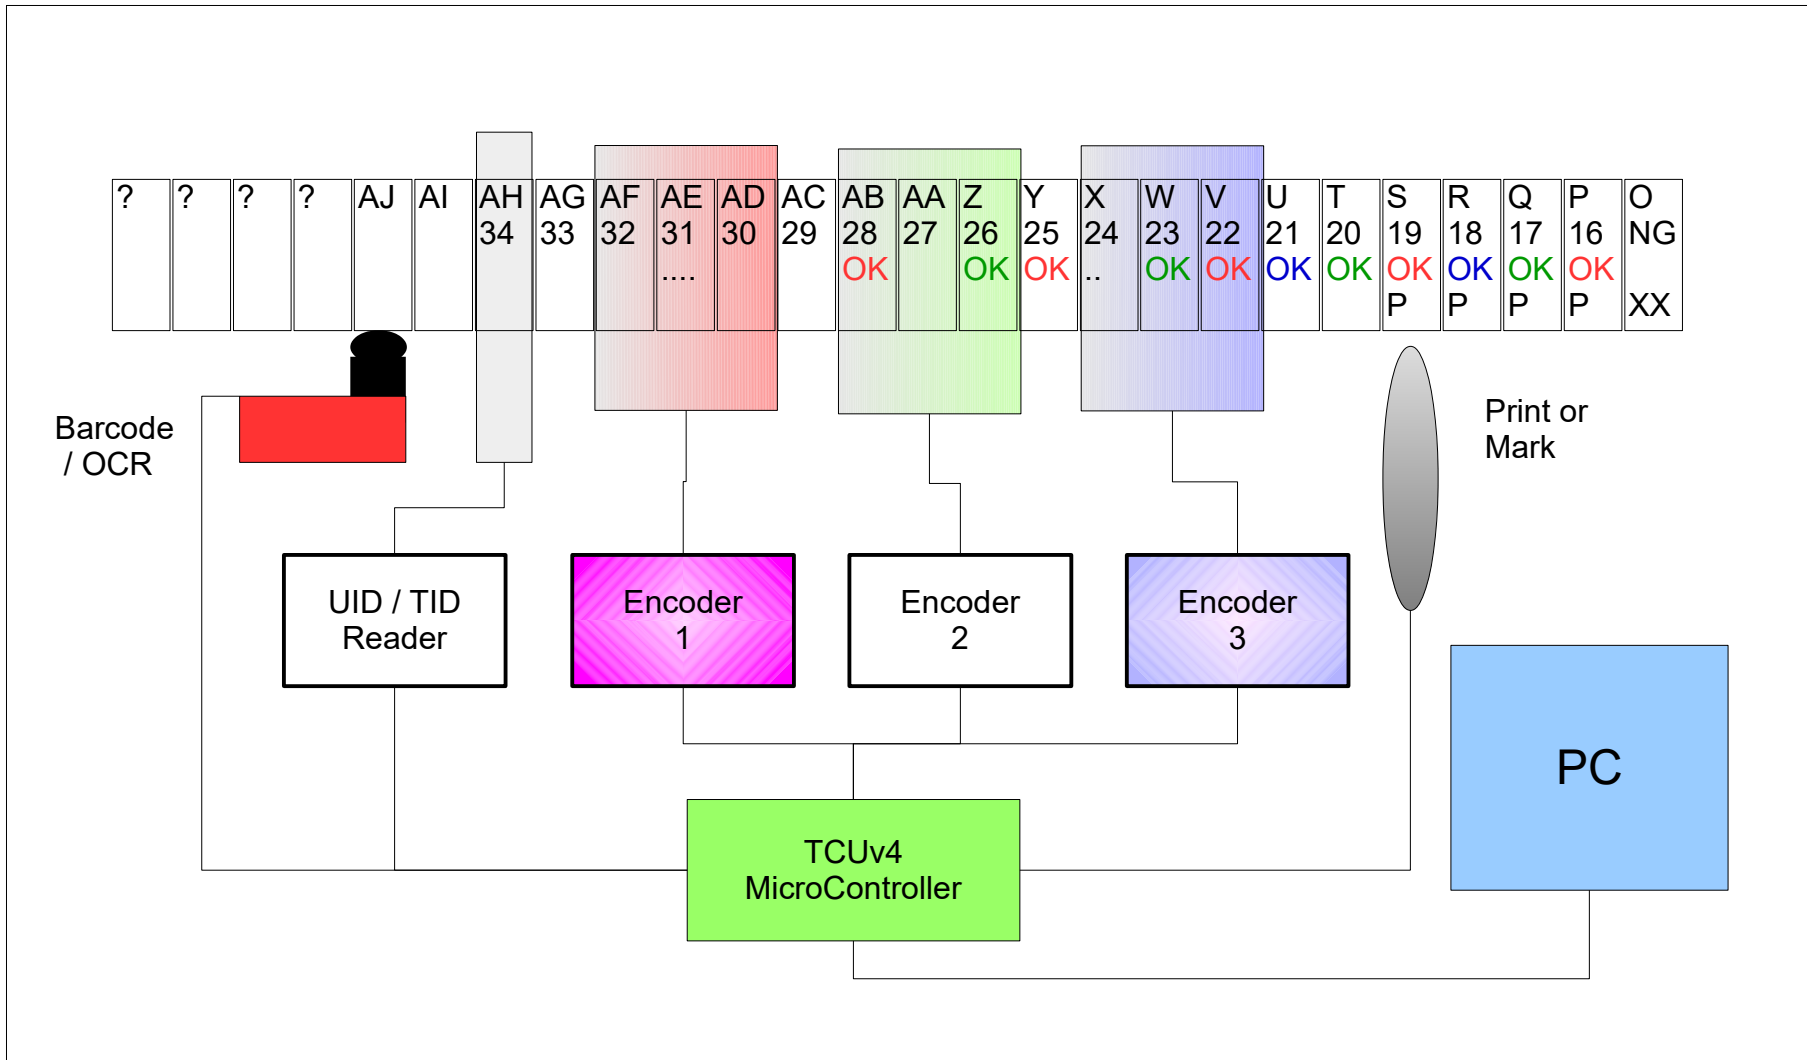 ? ? ? ? AJ AI AH AG AF AE AD AC AB AA Z Y X W V U T S R Q P O
34 33 32 31 30 29 28 27 26 25 24 23 22 21 20 19 18 17 16 NG
.... OK OK OK .. OK OK OK OK OK OK OK OK
P P P P XX
Barcode
/ OCR
Print or
Mark
UID / TID
Reader
Encoder
1
Encoder
2
Encoder
3
PC
TCUv4
MicroController